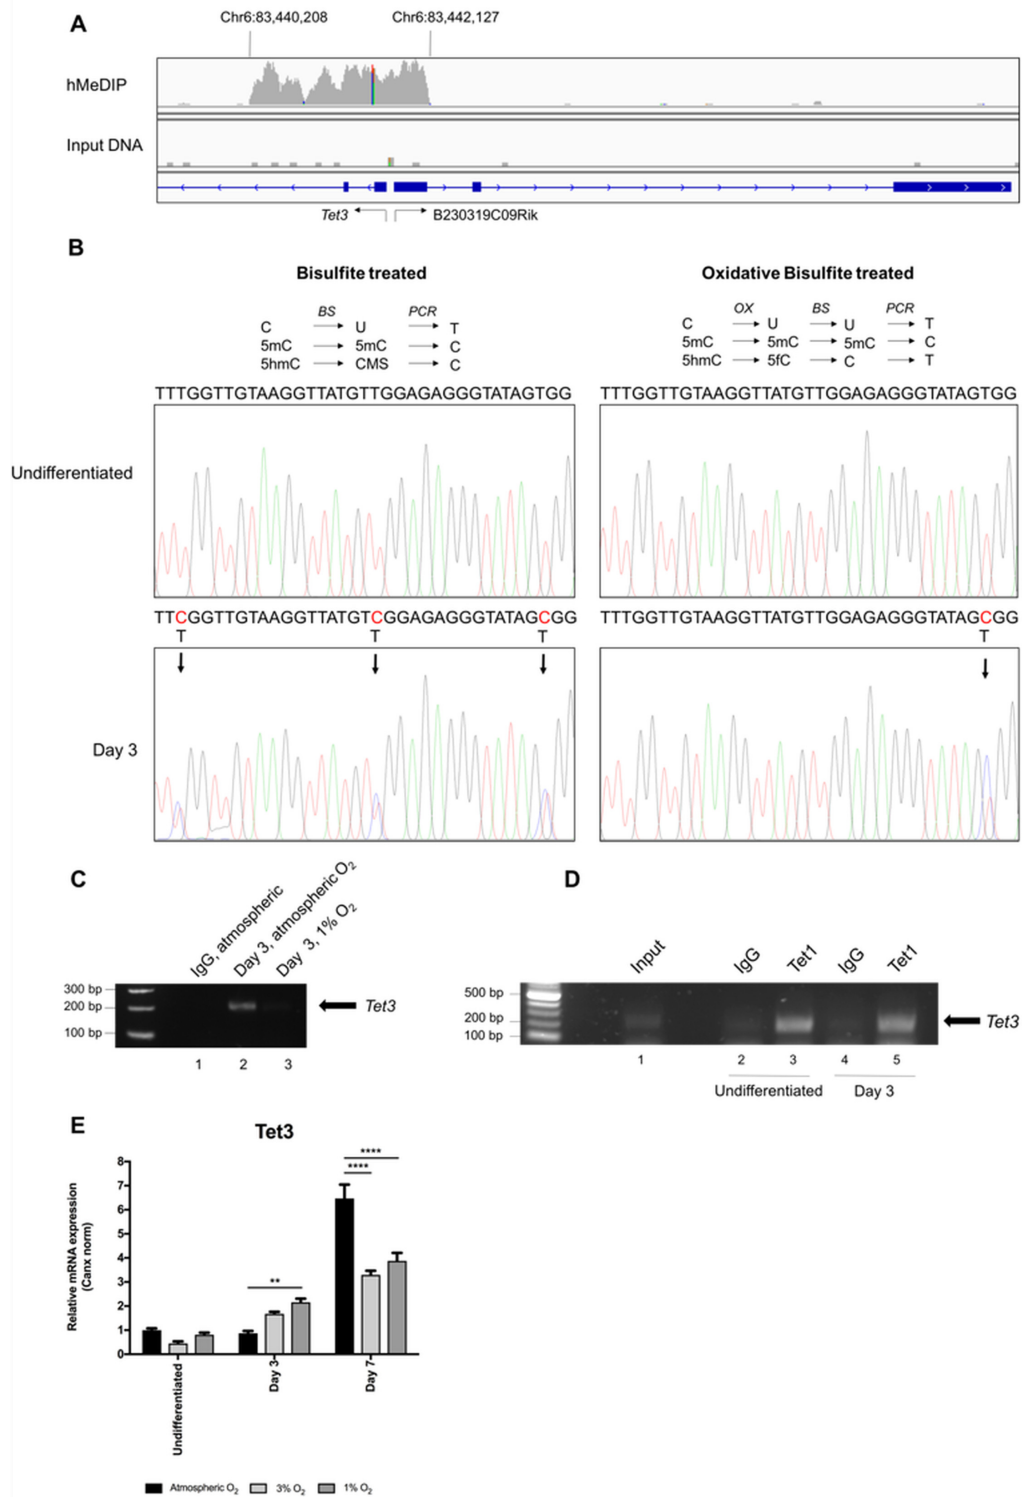 A
Chr6:83,440,208 Chr6:83,442,127
hMeDIP
Input DNA
Tet3 B230319C09Rik
B
Bisulfite treated Oxidative Bisulfite treated
BS PCR
C U T
5mC 5mC C
5hmC CMS C
OX BS PCR
C U U T
5mC 5mC 5mC C
5hmC 5fC C T
TTTGGTTGTAAGGTTATGTTGGAGAGGGTATAGTGG TTTGGTTGTAAGGTTATGTTGGAGAGGGTATAGTGG
Undifferentiated
TTCGGTTGTAAGGTTATGTCGGAGAGGGTATAGCGG TTTGGTTGTAAGGTTATGTTGGAGAGGGTATAGCGG
T T T T
Day 3
C D
IgG, atmospheric
Day 3, atmospheric O2
Day 3, 1% O2
300 bp
200 bp
100 bp
Tet3
1 2 3
Input IgG Tet1 IgG Tet1
500 bp
200 bp
100 bp
Tet3
1 2 3 4 5
Undifferentiated Day 3
E
Tet3
Relative mRNA expression
(Canx norm)
8
7
6
5
4
3
2
1
0
**
****
****
Undifferentiated
Day 3
Day 7
Atmospheric O2 3% O2 1% O2